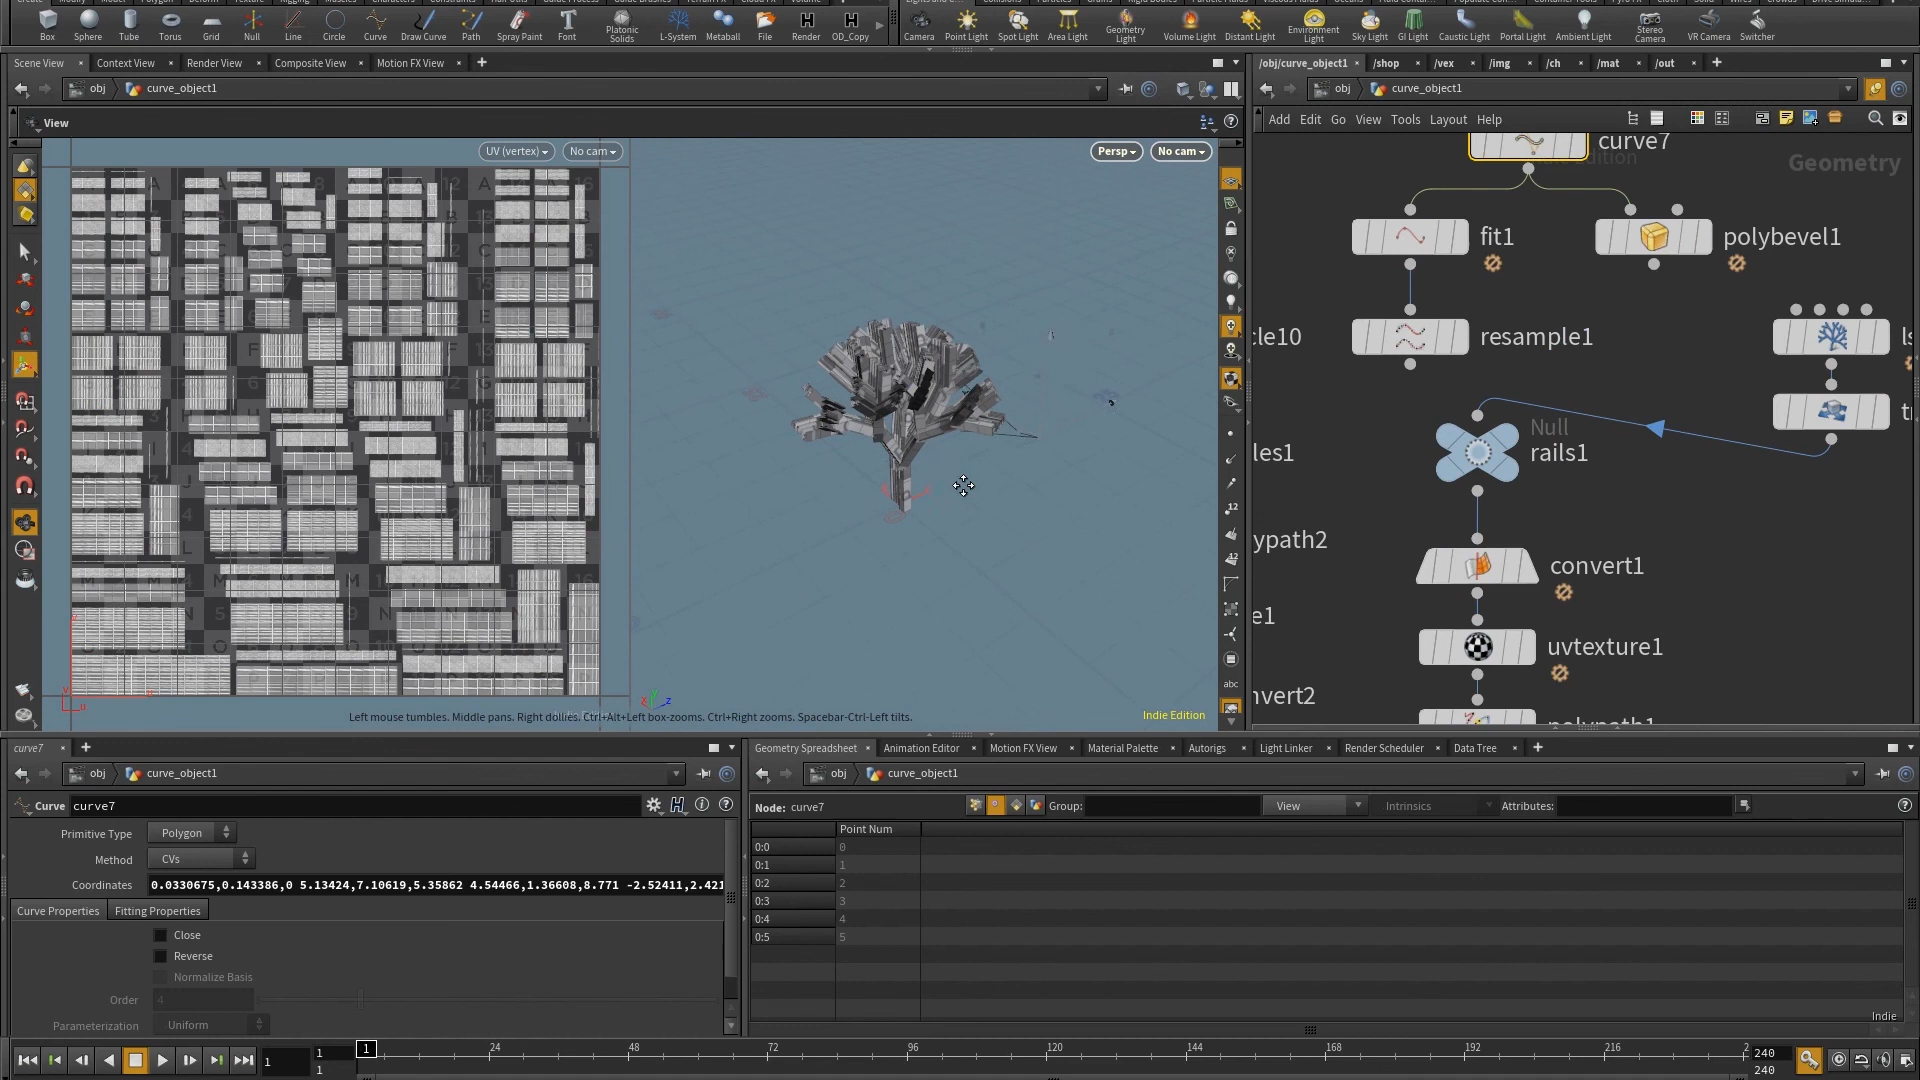 Box Sphere Tube Torus Grid Null Line Circle Curve Draw Curve Path Spray Paint Font Platonic Solids L-System Metaball File Render OD_Copy
Camera Point Light Spot Light Area Light Geometry Light Volume Light Distant Light Environment Light Sky Light GI Light Caustic Light Portal Light Ambient Light Stereo Camera VR Camera Switcher
Scene View Context View Render View Composite View Motion FX View
/obj/curve_object1 /shop /vex /img /ch /mat /out
obj curve_object1
obj curve_object1
View
Add Edit Go View Tools Layout Help
UV (vertex) No cam
Persp No cam
curve7
Geometry
fit1
polybevel1
cle10
resample1
Null
rails1
les1
ypath2
convert1
e1
uvtexture1
nvert2
polypath1
abc
Left mouse tumbles. Middle pans. Right dollies. Ctrl+Alt+Left box-zooms. Ctrl+Right zooms. Spacebar-Ctrl-Left tilts.
Indie Edition
curve7
Geometry Spreadsheet Animation Editor Motion FX View Material Palette Autorigs Light Linker Render Scheduler Data Tree
obj curve_object1
obj curve_object1
Curve curve7
Node: curve7 Group: View Intrinsics Attributes:
Primitive Type Polygon
Method CVs
Coordinates 0.0330675,0.143386,0 5.13424,7.10619,5.35862 4.54466,1.36608,8.771 -2.52411,2.421
Curve Properties Fitting Properties
Close
Reverse
Normalize Basis
Order 4
Parameterization Uniform
Point Num
0:0 0
0:1 1
0:2 2
0:3 3
0:4 4
0:5 5
Indie
1 1 1 1 24 48 72 96 120 144 168 192 216 2 240 240